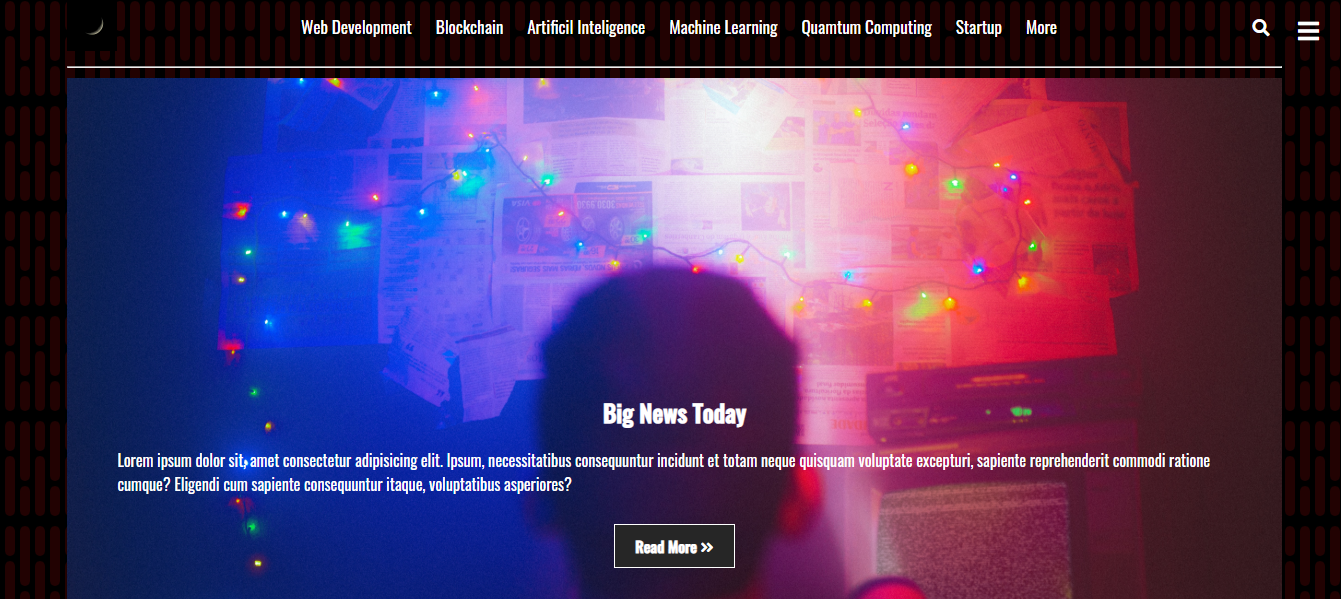 Web Development Blockchain Artificil Inteligence Machine Learning Quamtum Computing Startup More
Big News Today
Lorem ipsum dolor sit, amet consectetur adipisicing elit. Ipsum, necessitatibus consequuntur incidunt et totam neque quisquam voluptate excepturi, sapiente reprehenderit commodi ratione
cumque? Eligendi cum sapiente consequuntur itaque, voluptatibus asperiores?
Read More »